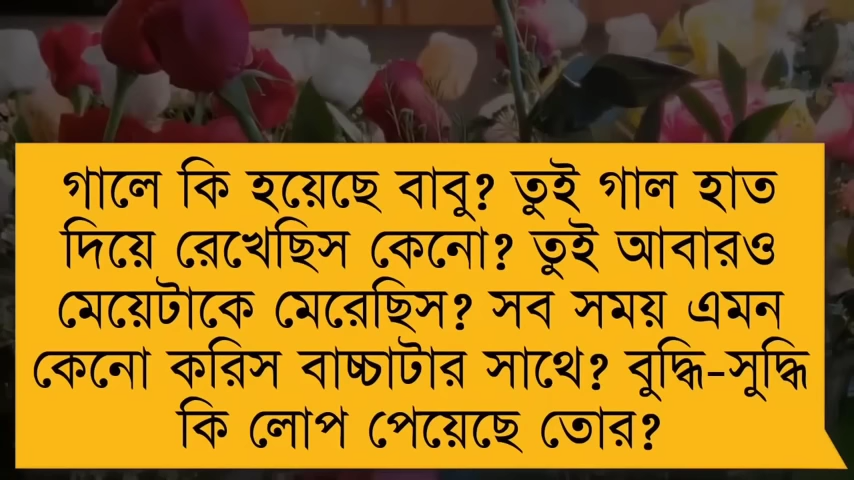 গালে কি হয়েছে বাবু? তুই গাল হাত
দিয়ে রেখেছিস কেনো? তুই আবারও
মেয়েটাকে মেরেছিস? সব সময় এমন
কেনো করিস বাচ্চাটার সাথে? বুদ্ধি-সুদ্ধি
কি লোপ পেয়েছে তোর?